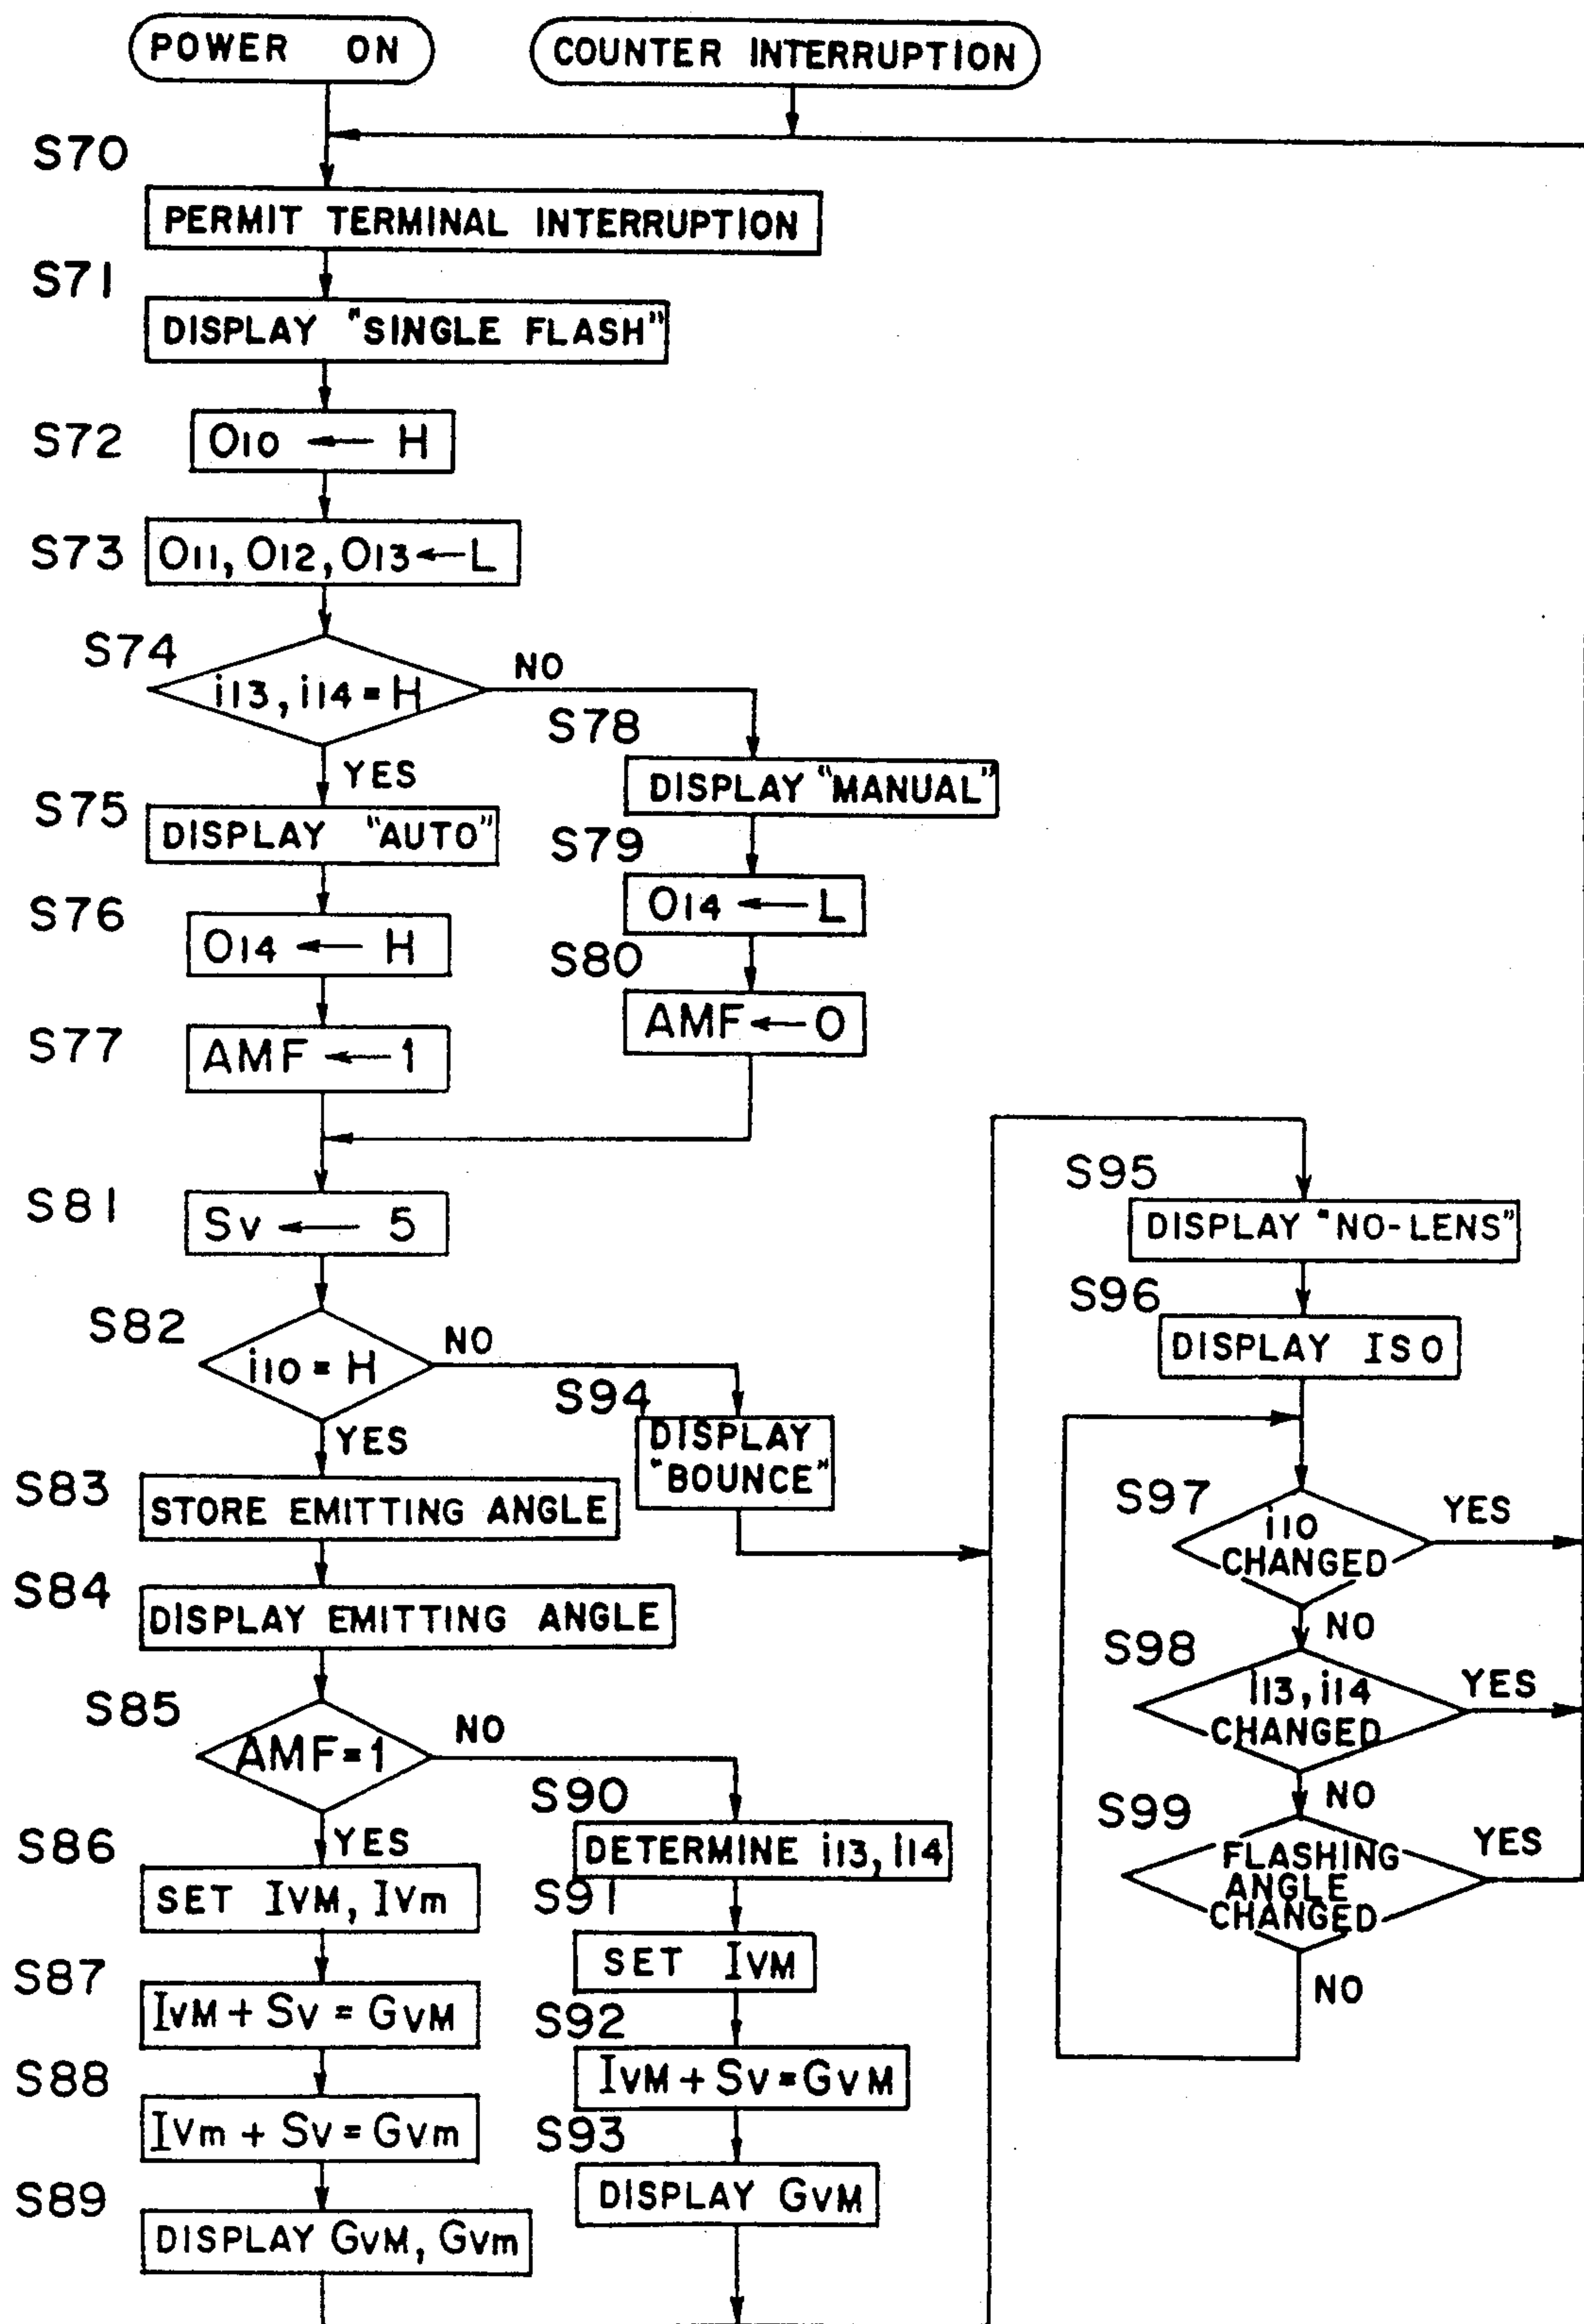 POWER ON
COUNTER INTERRUPTION
S70
PERMIT TERMINAL INTERRUPTION
S71
DISPLAY "SINGLE FLASH"
S72
O10 ← H
S73
O11, O12, O13 ← L
S74
i13, i14 = H
NO
YES
S75
DISPLAY "AUTO"
S76
O14 ← H
S77
AMF ← 1
S78
DISPLAY "MANUAL"
S79
O14 ← L
S80
AMF ← 0
S81
Sv ← 5
S82
i10 = H
NO
YES
S83
STORE EMITTING ANGLE
S84
DISPLAY EMITTING ANGLE
S85
AMF = 1
NO
YES
S86
SET IVM, IVm
S87
IVM + SV = GVM
S88
IVm + SV = GVm
S89
DISPLAY GVM, GVm
S90
DETERMINE i13, i14
S91
SET IVM
S92
IVM + SV = GVM
S93
DISPLAY GVM
S94
DISPLAY
"BOUNCE"
S95
DISPLAY "NO-LENS"
S96
DISPLAY ISO
S97
i10
CHANGED
YES
NO
S98
i13, i14
CHANGED
YES
NO
S99
FLASHING
ANGLE
CHANGED
YES
NO